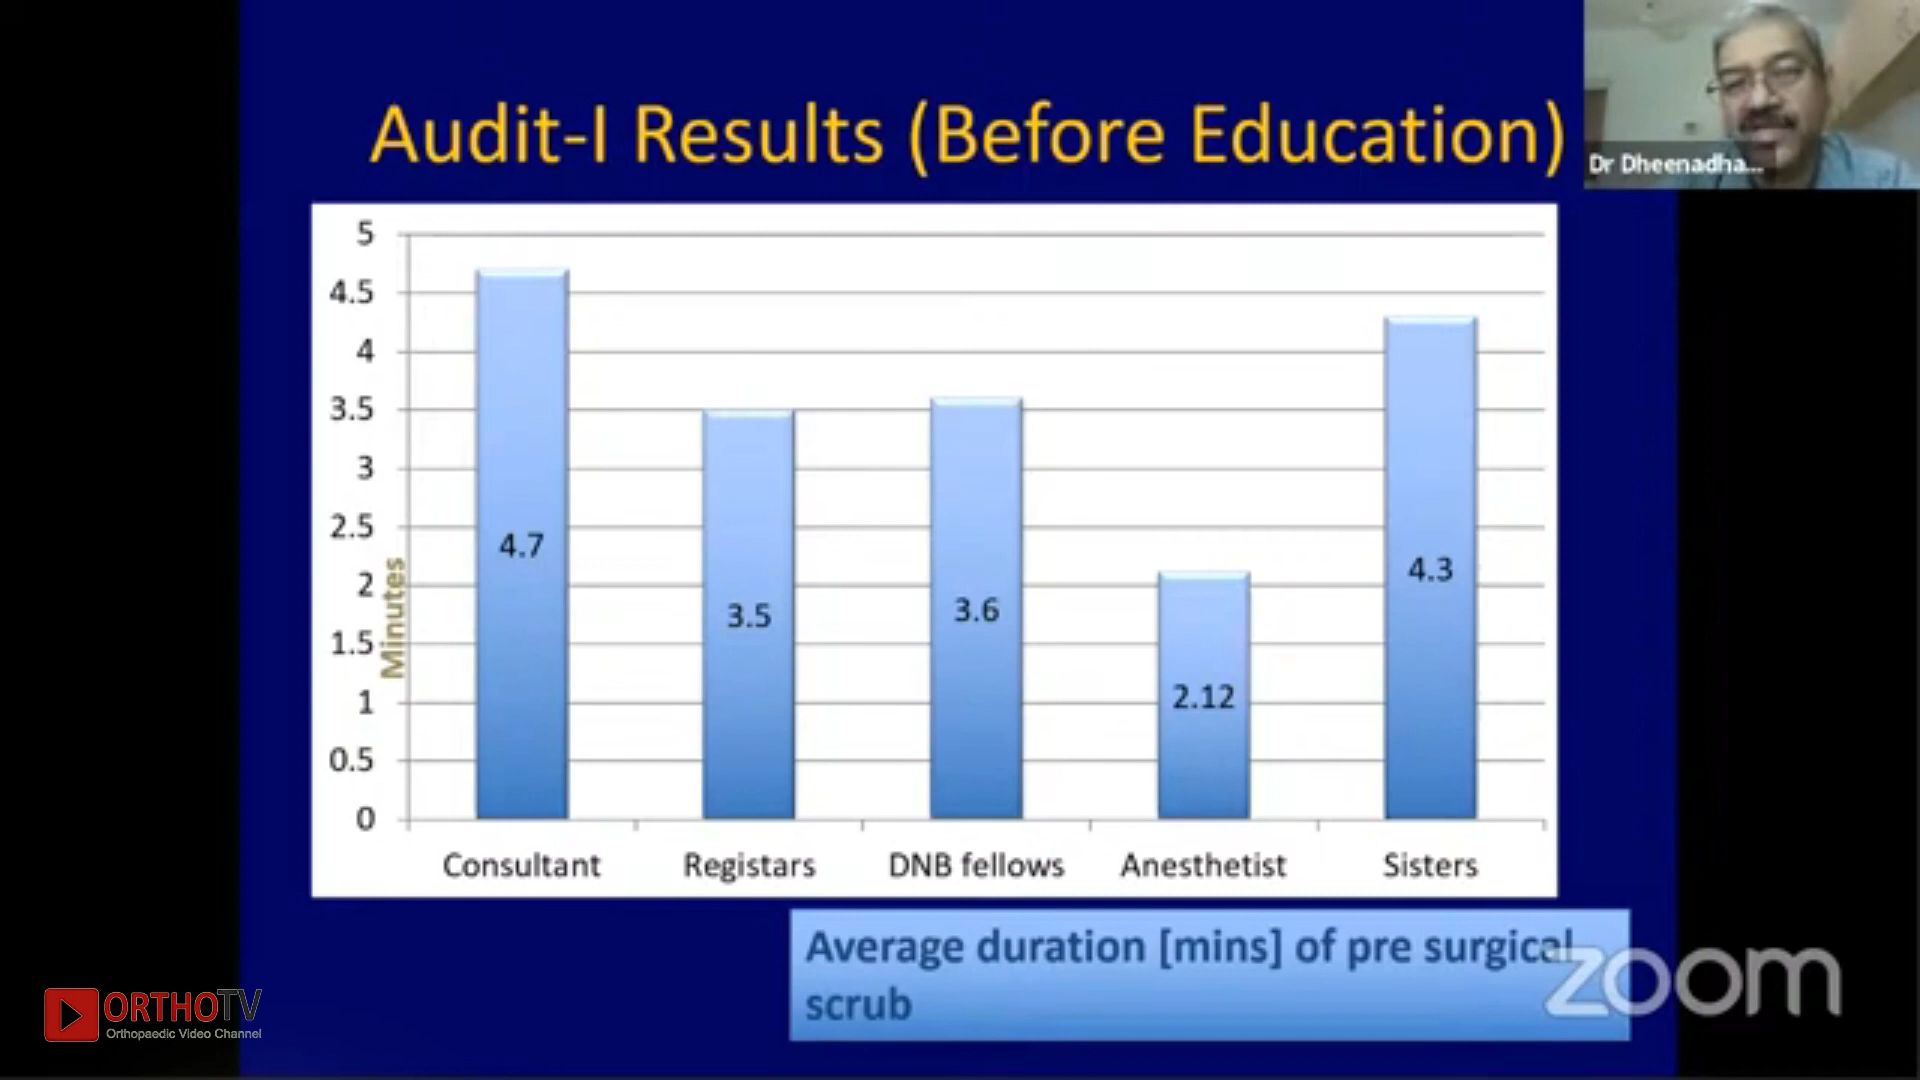 Audit-I Results (Before Education)
Dr Dheenadha...
5
4.5
4
3.5
3
2.5
2
1.5
1
0.5
0
Minutes
4.7
3.5
3.6
2.12
4.3
Consultant
Registars
DNB fellows
Anesthetist
Sisters
Average duration [mins] of pre surgical
scrub
zoom
ORTHOTV
Orthopaedic Video Channel